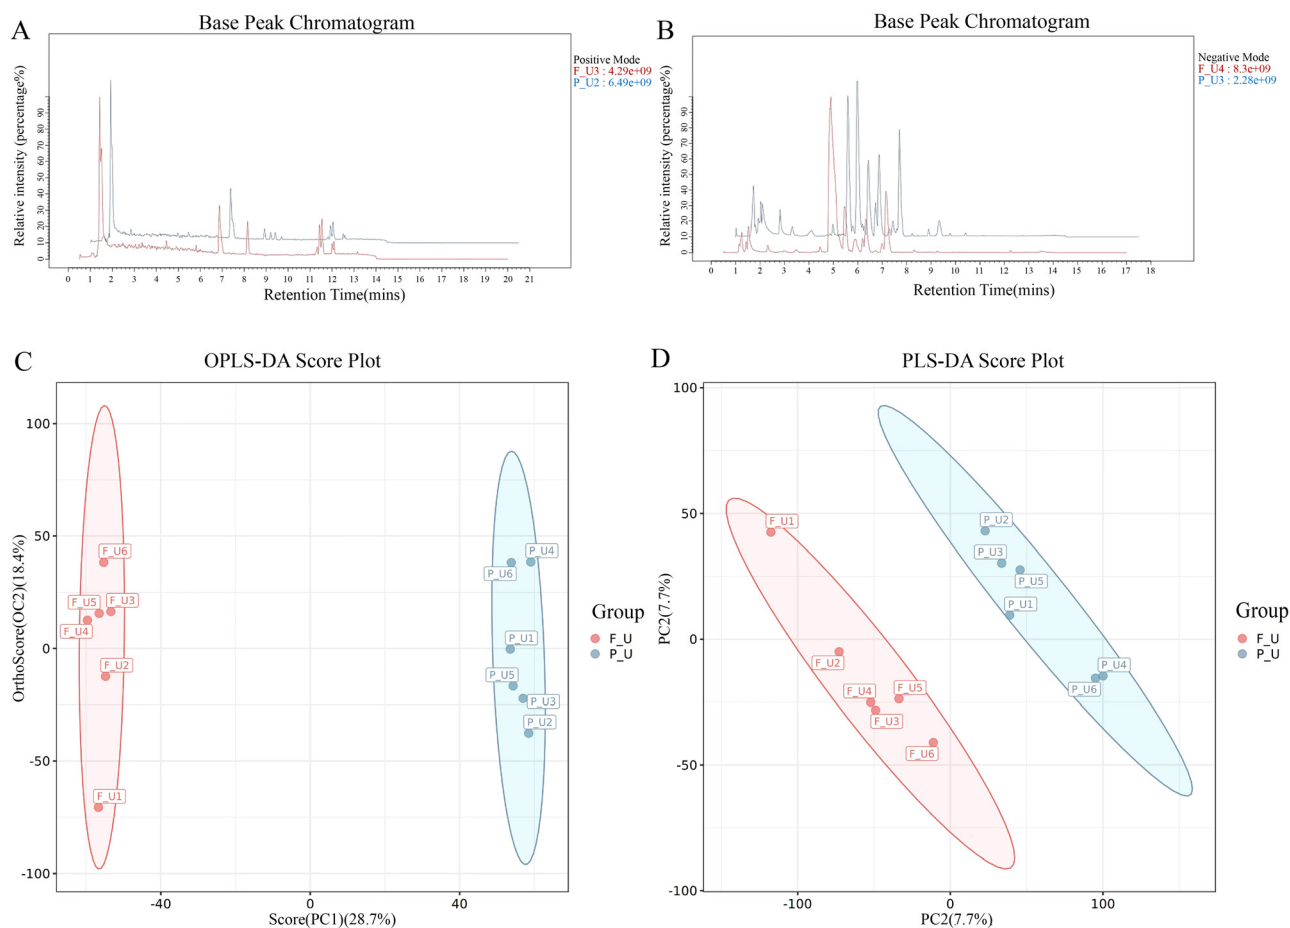 A
Base Peak Chromatogram
Positive Mode
F_U3 : 4.29e+09
P_U2 : 6.49e+09
Relative intensity (percentage%)
90
80
70
60
50
40
30
20
10
0
0 1 2 3 4 5 6 7 8 9 10 11 12 13 14 15 16 17 18 19 20 21
Retention Time(mins)
B
Base Peak Chromatogram
Negative Mode
F_U4 : 8.3e+09
P_U3 : 2.28e+09
Relative intensity (percentage%)
90
80
70
60
50
40
30
20
10
0
0 1 2 3 4 5 6 7 8 9 10 11 12 13 14 15 16 17 18
Retention Time(mins)
C
OPLS-DA Score Plot
OrthoScore(OC2)(18.4%)
100
50
0
-50
-100
F_U6
F_U5
F_U3
F_U4
F_U2
F_U1
P_U4
P_U6
P_U1
P_U5
P_U3
P_U2
-40 0 40
Score(PC1)(28.7%)
Group
F_U
P_U
D
PLS-DA Score Plot
PC2(7.7%)
100
50
0
-50
-100
F_U1
F_U2
F_U4
F_U5
F_U3
F_U6
P_U2
P_U3
P_U5
P_U1
P_U4
P_U6
-100 0 100
PC2(7.7%)
Group
F_U
P_U